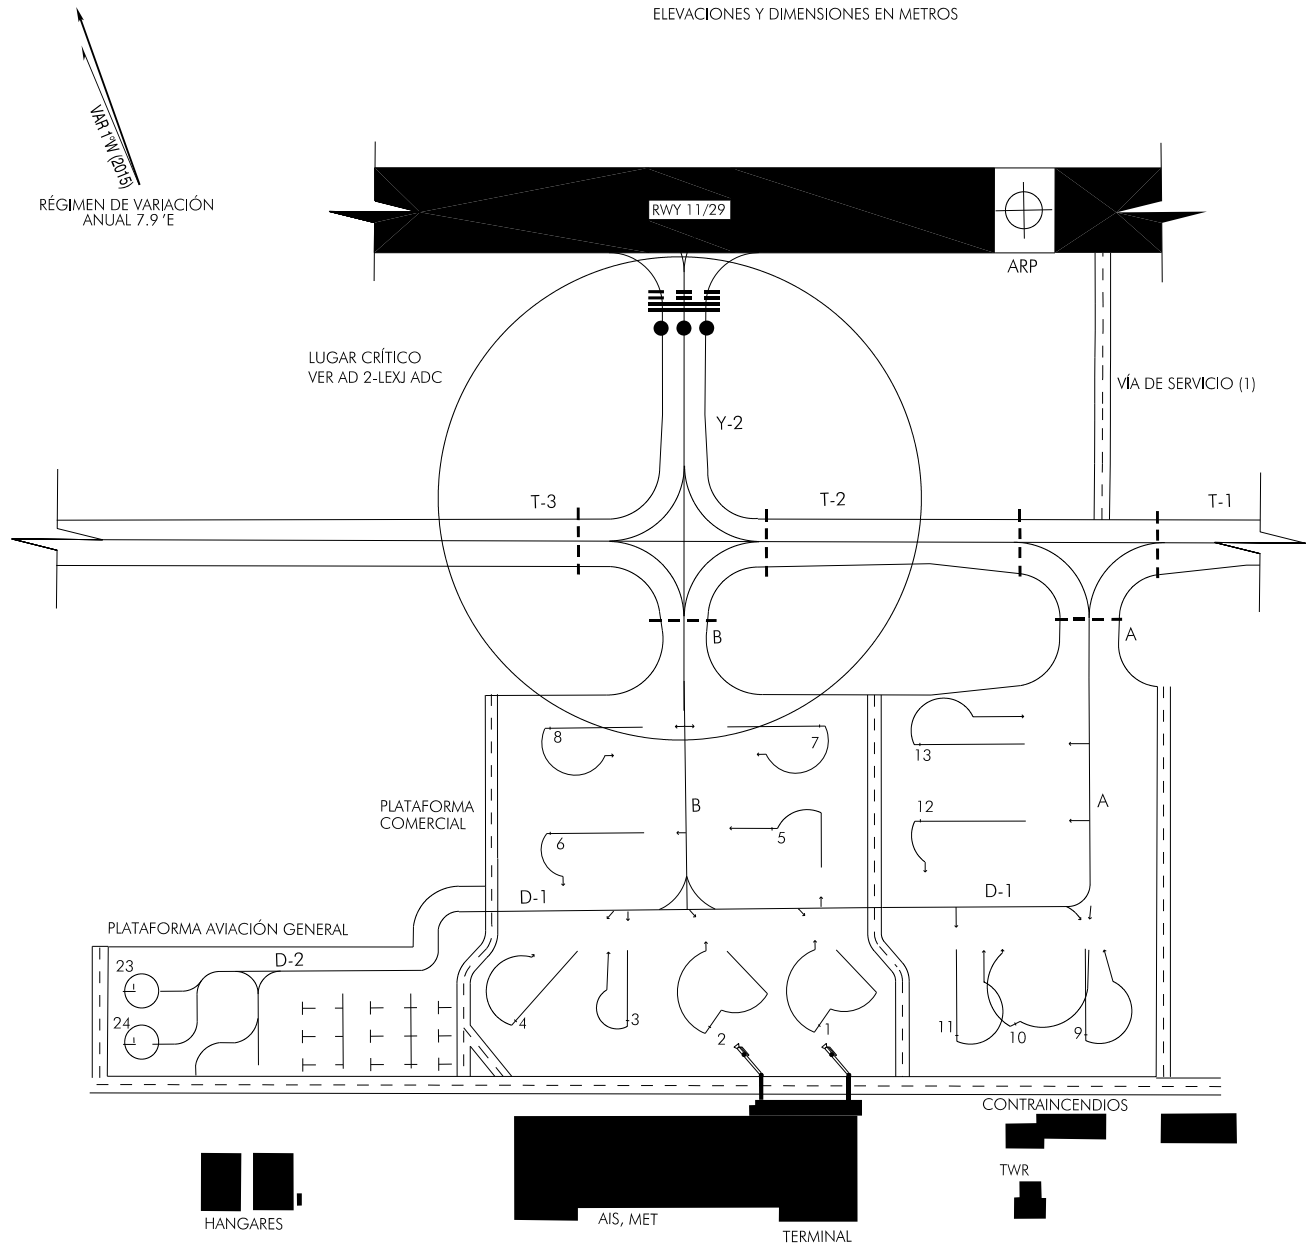 ELEVACIONES Y DIMENSIONES EN METROS
VAR 1°W (2015)
RÉGIMEN DE VARIACIÓN
ANUAL 7.9 'E
RWY 11/29
ARP
LUGAR CRÍTICO
VER AD 2-LEXJ ADC
VÍA DE SERVICIO (1)
Y-2
T-3
T-2
T-1
B
A
8
7
13
PLATAFORMA
COMERCIAL
B
A
12
6
5
D-1
D-1
PLATAFORMA AVIACIÓN GENERAL
D-2
23
24
4
3
2
1
11
10
9
CONTRAINCENDIOS
TWR
HANGARES
AIS, MET
TERMINAL